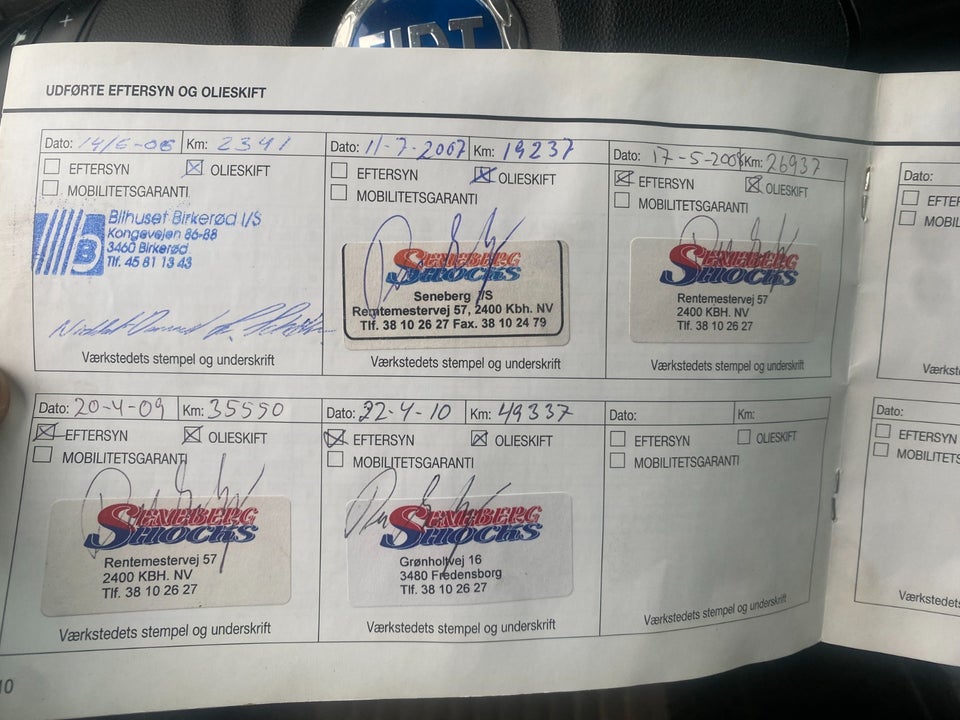 FIAT
UDFØRTE EFTERSYN OG OLIESKIFT
Dato: 14/6-06 Km: 2341
EFTERSYN OLIESKIFT
MOBILITETSGARANTI
B
Bilhuset Birkerød I/S
Kongevejen 86-88
3460 Birkerød
Tlf. 45 81 13 43
Værkstedets stempel og underskrift
Dato: 11-7-2007 Km: 19237
EFTERSYN OLIESKIFT
MOBILITETSGARANTI
SENEBERG
SHOCKS
Seneberg I/S
Rentemestervej 57, 2400 Kbh. NV
Tlf. 38 10 26 27 Fax. 38 10 24 79
Værkstedets stempel og underskrift
Dato: 17-5-2008 Km: 26937
EFTERSYN OLIESKIFT
MOBILITETSGARANTI
SENEBERG
SHOCKS
Rentemestervej 57
2400 KBH. NV
Tlf. 38 10 26 27
Værkstedets stempel og underskrift
Dato:
EFTER
MOBIL
Værkst
Dato: 20-4-09 Km: 35550
EFTERSYN OLIESKIFT
MOBILITETSGARANTI
SENEBERG
SHOCKS
Rentemestervej 57
2400 KBH. NV
Tlf. 38 10 26 27
Værkstedets stempel og underskrift
Dato: 22-4-10 Km: 49337
EFTERSYN OLIESKIFT
MOBILITETSGARANTI
SENEBERG
SHOCKS
Grønholtvej 16
3480 Fredensborg
Tlf. 38 10 26 27
Værkstedets stempel og underskrift
Dato: Km:
EFTERSYN OLIESKIFT
MOBILITETSGARANTI
Værkstedets stempel og underskrift
Dato:
EFTERSYN
MOBILITETS
Værkstedets
10